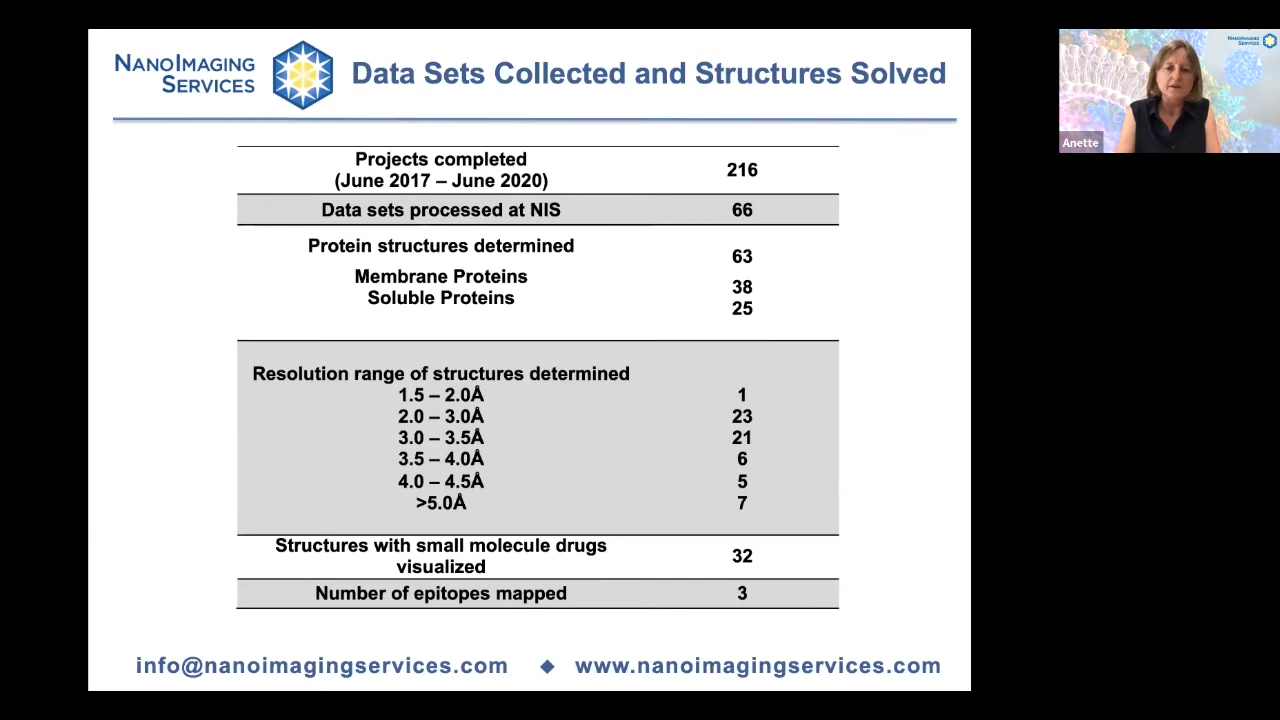 NANOIMAGING
SERVICES
Data Sets Collected and Structures Solved
Projects completed
(June 2017 – June 2020)
216
Data sets processed at NIS
66
Protein structures determined
63
Membrane Proteins
38
Soluble Proteins
25
Resolution range of structures determined
1.5 – 2.0Å
1
2.0 – 3.0Å
23
3.0 – 3.5Å
21
3.5 – 4.0Å
6
4.0 – 4.5Å
5
>5.0Å
7
Structures with small molecule drugs
visualized
32
Number of epitopes mapped
3
info@nanoimagingservices.com ◆ www.nanoimagingservices.com
NANOIMAGING
SERVICES
Anette